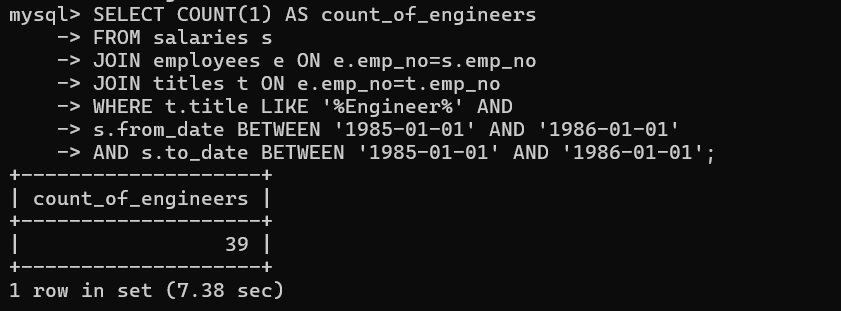 mysql> SELECT COUNT(1) AS count_of_engineers
    -> FROM salaries s
    -> JOIN employees e ON e.emp_no=s.emp_no
    -> JOIN titles t ON e.emp_no=t.emp_no
    -> WHERE t.title LIKE '%Engineer%' AND
    -> s.from_date BETWEEN '1985-01-01' AND '1986-01-01'
    -> AND s.to_date BETWEEN '1985-01-01' AND '1986-01-01';
+--------------------+
| count_of_engineers |
+--------------------+
|                 39 |
+--------------------+
1 row in set (7.38 sec)